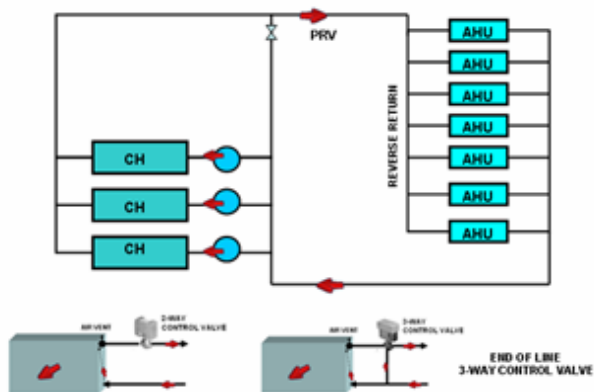 PRV
AHU
AHU
AHU
AHU
AHU
AHU
AHU
REVERSE RETURN
CH
CH
CH
AIR VENT
2-WAY
CONTROL VALVE
AIR VENT
3-WAY
CONTROL VALVE
END OF LINE
3-WAY CONTROL VALVE